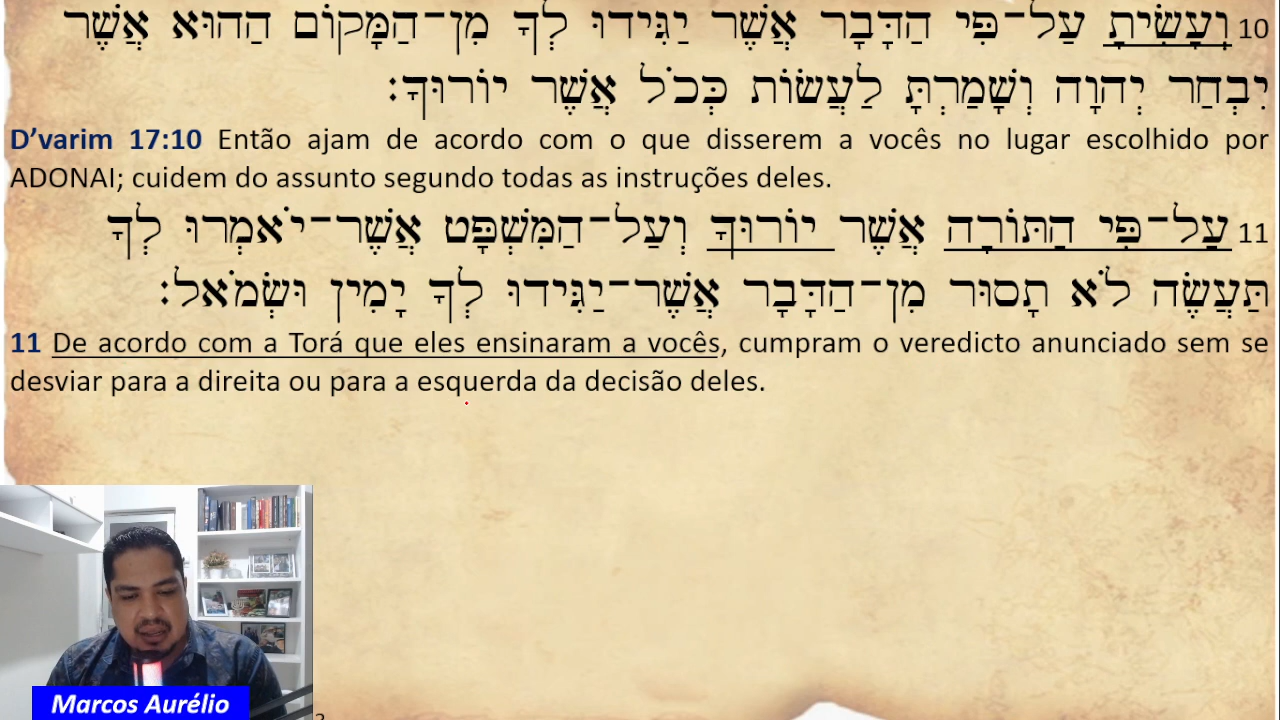 10 וְעָשִׂיתָ עַל־פִּי הַדָּבָר אֲשֶׁר יַגִּידוּ לְךָ מִן־הַמָּקוֹם הַהוּא אֲשֶׁר
יִבְחַר יְהוָה וְשָׁמַרְתָּ לַעֲשׂוֹת כְּכֹל אֲשֶׁר יוֹרוּךָ׃
D’varim 17:10 Então ajam de acordo com o que disserem a vocês no lugar escolhido por
ADONAI; cuidem do assunto segundo todas as instruções deles.
11 עַל־פִּי הַתּוֹרָה אֲשֶׁר יוֹרוּךָ וְעַל־הַמִּשְׁפָּט אֲשֶׁר־יֹאמְרוּ לְךָ
תַּעֲשֶׂה לֹא תָסוּר מִן־הַדָּבָר אֲשֶׁר־יַגִּידוּ לְךָ יָמִין וּשְׂמֹאל׃
11 De acordo com a Torá que eles ensinaram a vocês, cumpram o veredicto anunciado sem se
desviar para a direita ou para a esquerda da decisão deles.
Marcos Aurélio